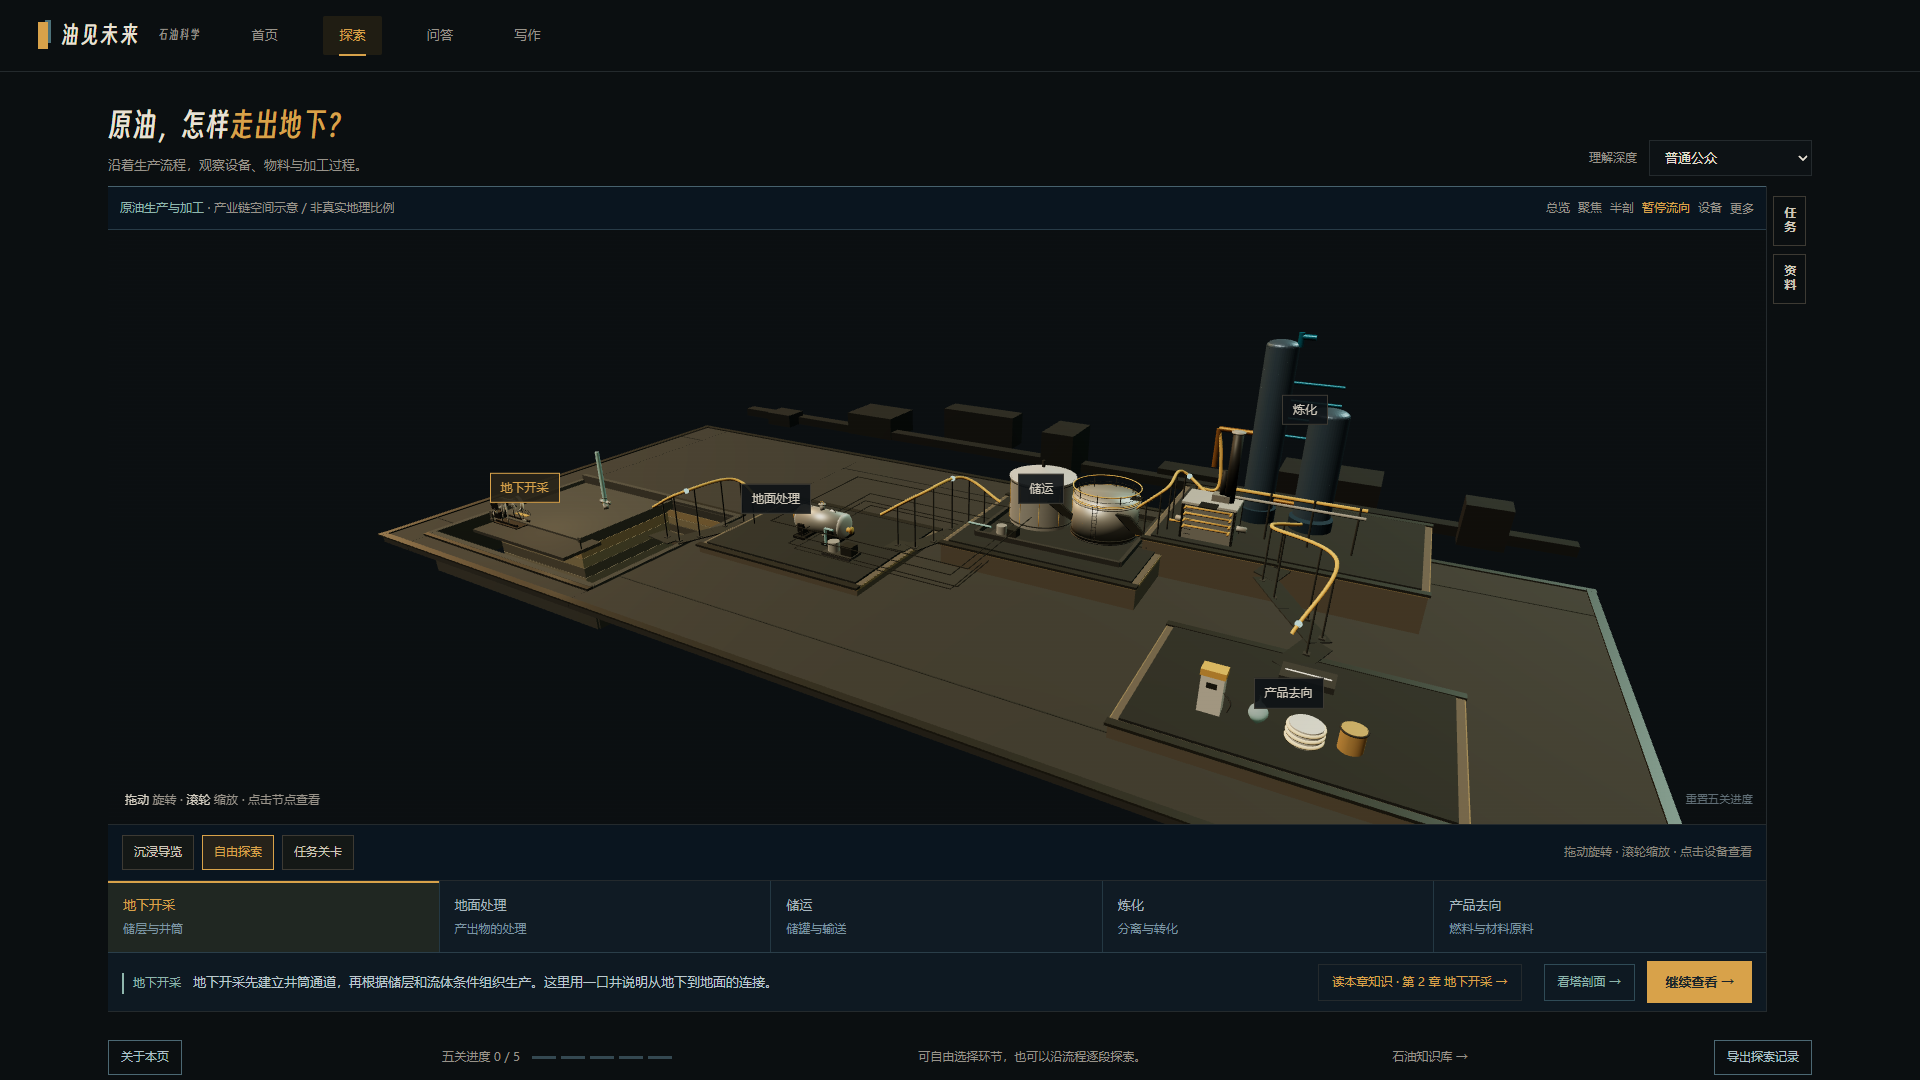 油见未来 石油科学 首页 探索 问答 写作
原油，怎样走出地下？
沿着生产流程，观察设备、物料与加工过程。
理解深度 普通公众
原油生产与加工 · 产业链空间示意 / 非真实地理比例
总览 聚焦 半剖 暂停流向 设备 更多
任务
资料
炼化
地下开采
地面处理
储运
产品去向
拖动 旋转 · 滚轮 缩放 · 点击节点查看
重置五关进度
沉浸导览 自由探索 任务关卡
拖动旋转 · 滚轮缩放 · 点击设备查看
地下开采
储层与井筒
地面处理
产出物的处理
储运
储罐与输送
炼化
分离与转化
产品去向
燃料与材料原料
地下开采 地下开采先建立井筒通道，再根据储层和流体条件组织生产。这里用一口井说明从地下到地面的连接。
读本章知识 · 第 2 章 地下开采 →
看塔剖面 →
继续查看 →
关于本页
五关进度 0 / 5
可自由选择环节，也可以沿流程逐段探索。
石油知识库 →
导出探索记录